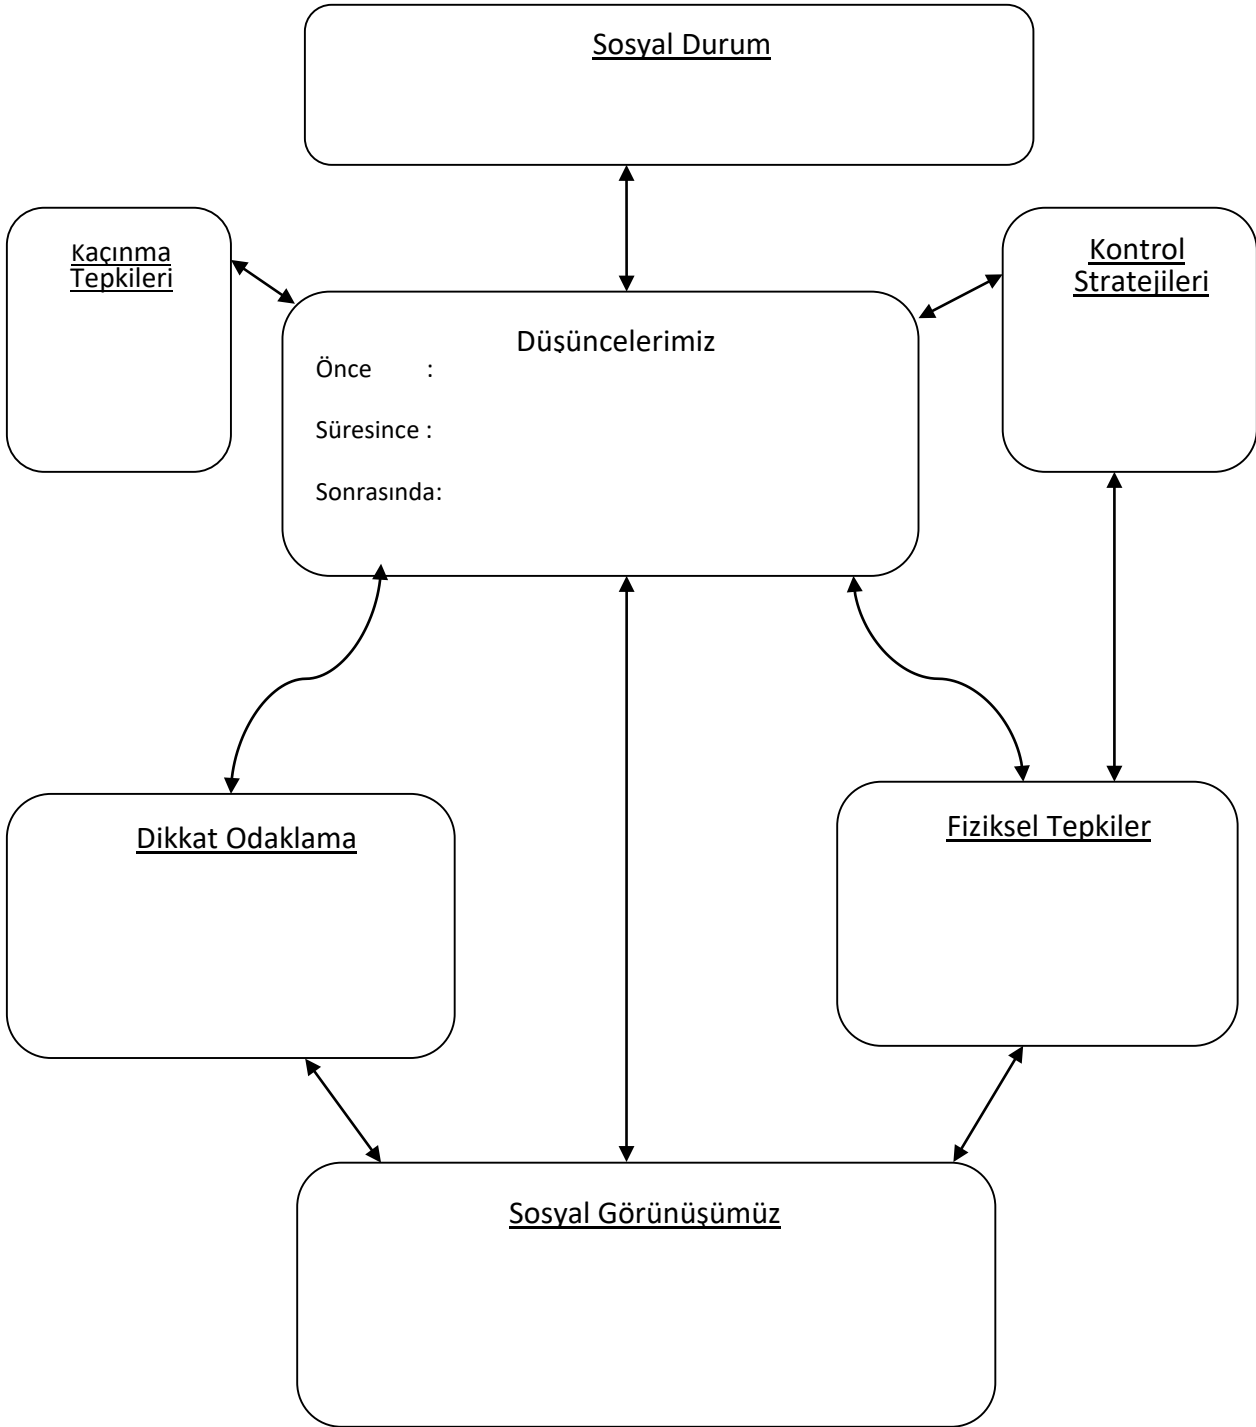 Sosyal Durum
Kaçınma
Tepkileri
Kontrol
Stratejileri
Düşüncelerimiz
Önce :
Süresince :
Sonrasında:
Dikkat Odaklama
Fiziksel Tepkiler
Sosyal Görünüşümüz